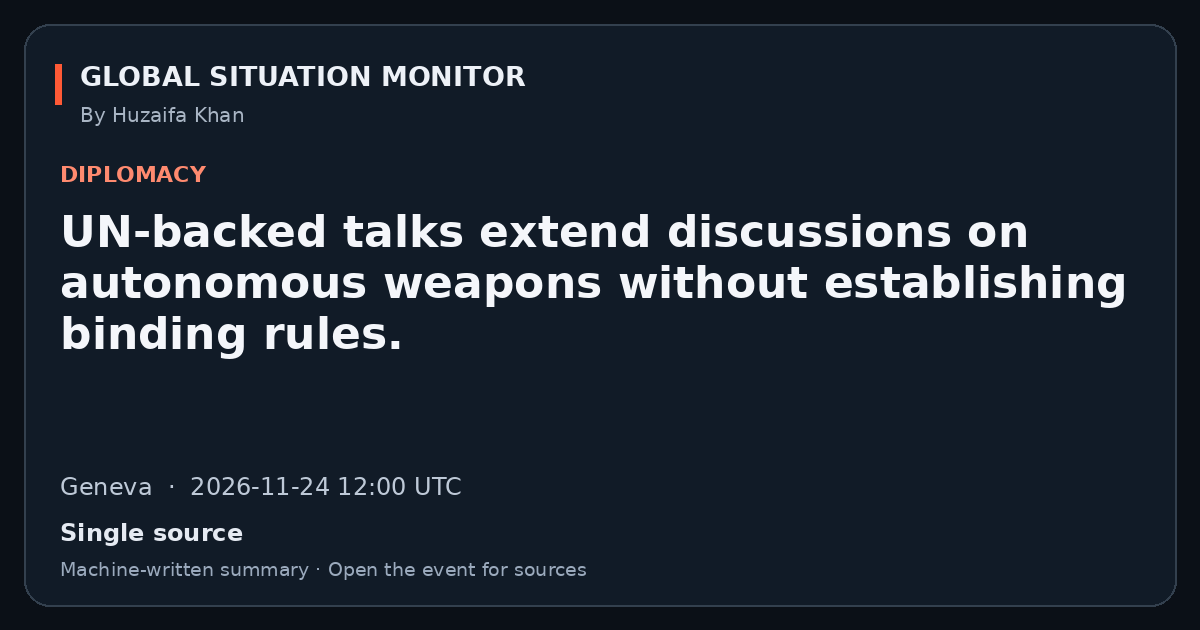 GLOBAL SITUATION MONITOR
By Huzaifa Khan
DIPLOMACY
UN-backed talks extend discussions on
autonomous weapons without establishing
binding rules.
Geneva · 2026-11-24 12:00 UTC
Single source
Machine-written summary · Open the event for sources